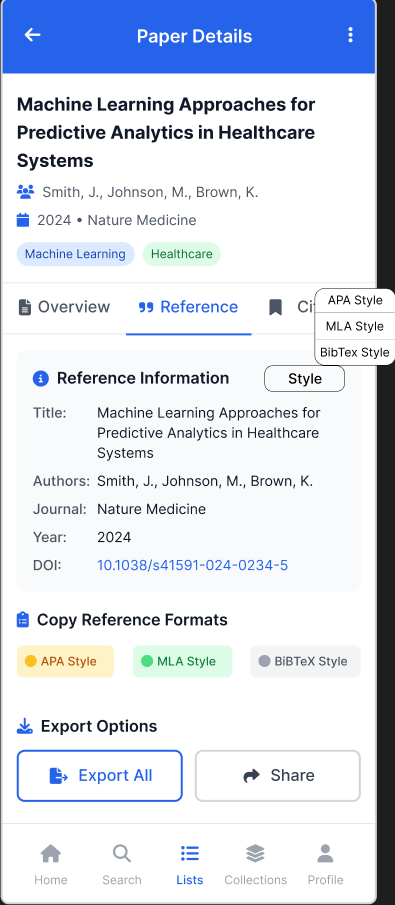 Paper Details
Machine Learning Approaches for
Predictive Analytics in Healthcare
Systems
Smith, J., Johnson, M., Brown, K.
2024 • Nature Medicine
Machine Learning
Healthcare
Overview
Reference
Cit
APA Style
MLA Style
BibTex Style
Reference Information
Style
Title:
Machine Learning Approaches for
Predictive Analytics in Healthcare
Systems
Authors: Smith, J., Johnson, M., Brown, K.
Journal: Nature Medicine
Year: 2024
DOI: 10.1038/s41591-024-0234-5
Copy Reference Formats
APA Style
MLA Style
BiBTeX Style
Export Options
Export All
Share
Home
Search
Lists
Collections
Profile